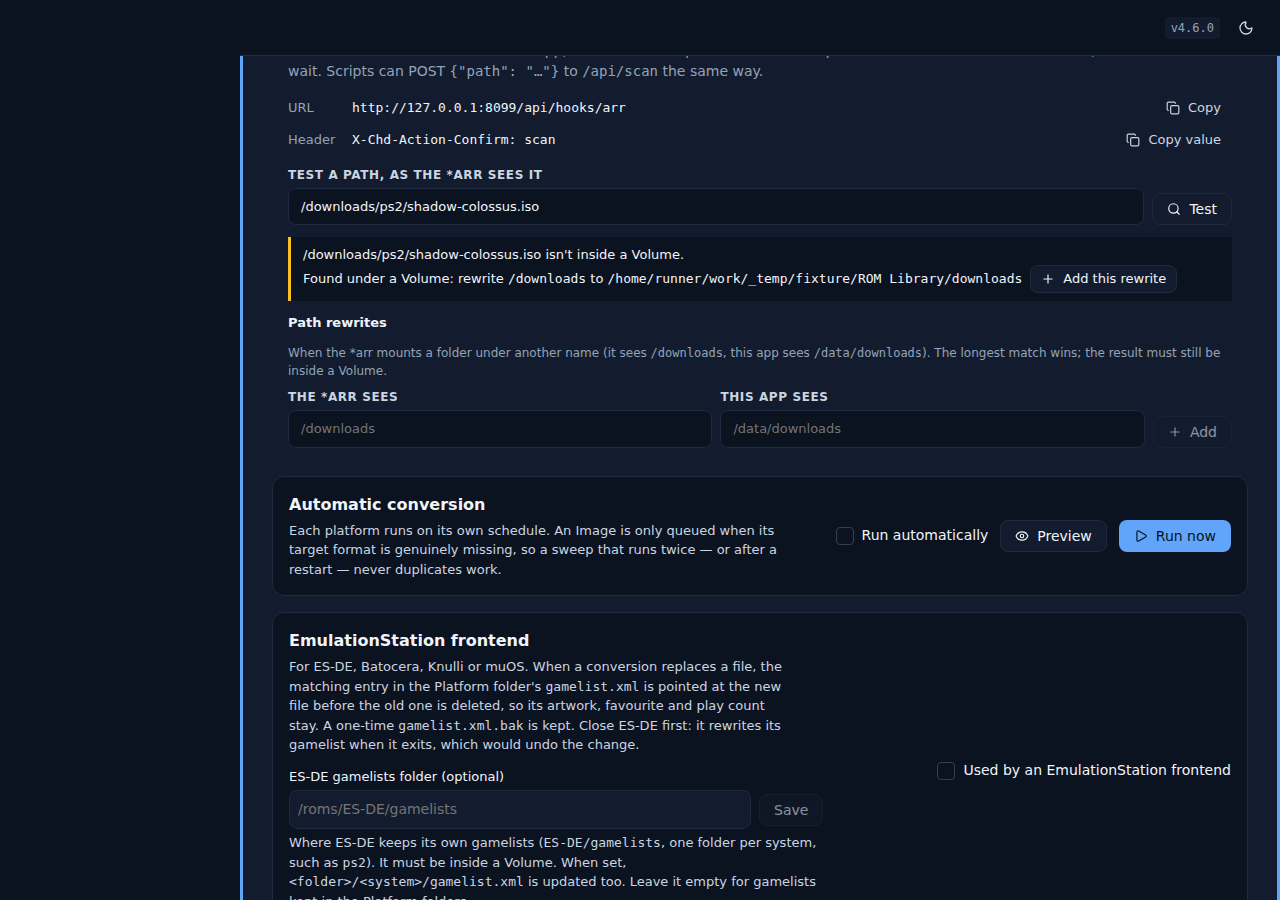 v4.6.0
wait. Scripts can POST {"path": "…"} to /api/scan the same way.
URL http://127.0.0.1:8099/api/hooks/arr Copy
Header X-Chd-Action-Confirm: scan Copy value
TEST A PATH, AS THE *ARR SEES IT
/downloads/ps2/shadow-colossus.iso Test
/downloads/ps2/shadow-colossus.iso isn't inside a Volume.
Found under a Volume: rewrite /downloads to /home/runner/work/_temp/fixture/ROM Library/downloads Add this rewrite
Path rewrites
When the *arr mounts a folder under another name (it sees /downloads, this app sees /data/downloads). The longest match wins; the result must still be
inside a Volume.
THE *ARR SEES THIS APP SEES
/downloads /data/downloads Add
Automatic conversion
Each platform runs on its own schedule. An Image is only queued when its
target format is genuinely missing, so a sweep that runs twice — or after a
restart — never duplicates work.
Run automatically Preview Run now
EmulationStation frontend
For ES-DE, Batocera, Knulli or muOS. When a conversion replaces a file, the
matching entry in the Platform folder's gamelist.xml is pointed at the new
file before the old one is deleted, so its artwork, favourite and play count
stay. A one-time gamelist.xml.bak is kept. Close ES-DE first: it rewrites its
gamelist when it exits, which would undo the change.
Used by an EmulationStation frontend
ES-DE gamelists folder (optional)
/roms/ES-DE/gamelists Save
Where ES-DE keeps its own gamelists (ES-DE/gamelists, one folder per system,
such as ps2). It must be inside a Volume. When set,
<folder>/<system>/gamelist.xml is updated too. Leave it empty for gamelists
kept in the Platform folders.